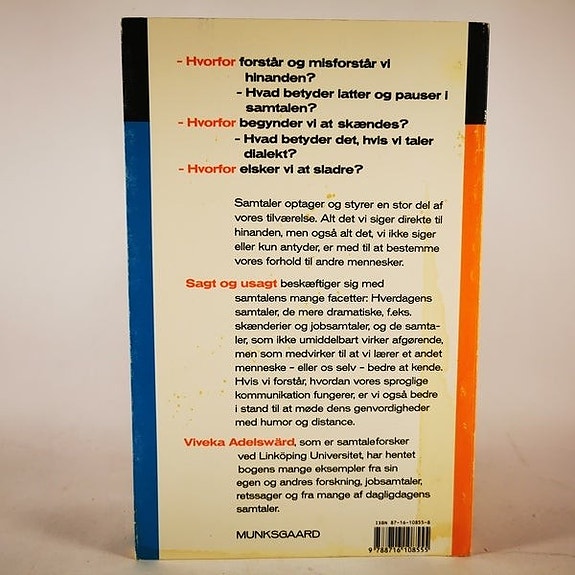 - Hvorfor forstår og misforstår vi
hinanden?
- Hvad betyder latter og pauser i
samtalen?
- Hvorfor begynder vi at skændes?
- Hvad betyder det, hvis vi taler
dialekt?
- Hvorfor elsker vi at sladre?
Samtaler optager og styrer en stor del af
vores tilværelse. Alt det vi siger direkte til
hinanden, men også alt det, vi ikke siger
eller kun antyder, er med til at bestemme
vores forhold til andre mennesker.
Sagt og usagt beskæftiger sig med
samtalens mange facetter: Hverdagens
samtaler, de mere dramatiske, f.eks.
skænderier og jobsamtaler, og de samta-
ler, som ikke umiddelbart virker afgørende,
men som medvirker til at vi lærer et andet
menneske - eller os selv - bedre at kende.
Hvis vi forstår, hvordan vores sproglige
kommunikation fungerer, er vi også bedre
i stand til at møde dens genvordigheder
med humor og distance.
Viveka Adelswärd, som er samtaleforsker
ved Linköping Universitet, har hentet
bogens mange eksempler fra sin
egen og andres forskning, jobsamtaler,
retssager og fra mange af dagligdagens
samtaler.
ISBN 87-16-10855-8
MUNKSGAARD
9 788716 108555